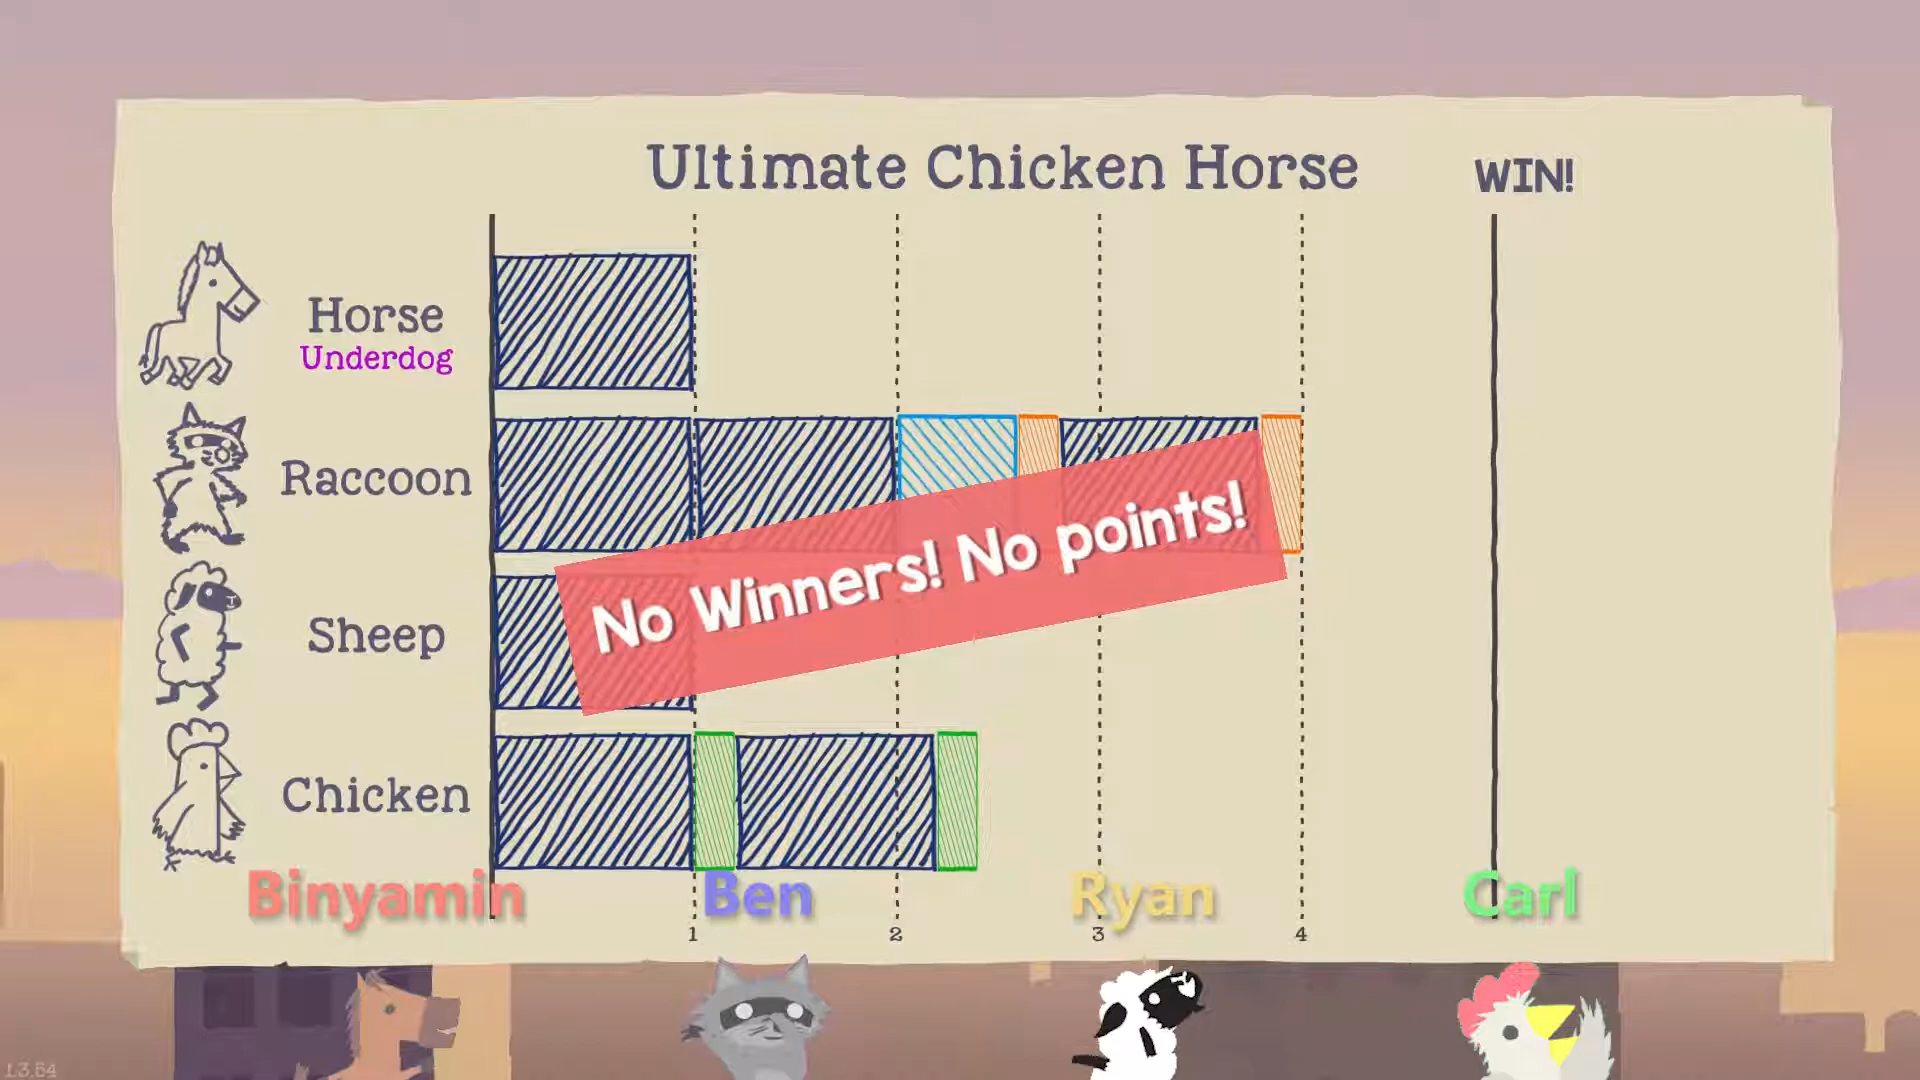 Ultimate Chicken Horse
WIN!
Horse
Underdog
Raccoon
No Winners! No points!
Sheep
Chicken
Binyamin
Ben
Ryan
Carl
1
2
3
4
1.3.54